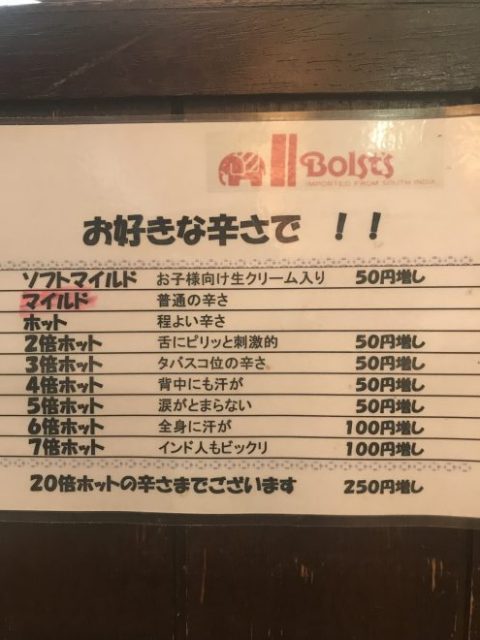 Bolst's
IMPORTED FROM SOUTH INDIA
お好きな辛さで ！！
ソフトマイルド お子様向け生クリーム入り 50円増し
マイルド 普通の辛さ
ホット 程よい辛さ
2倍ホット 舌にピリッと刺激的 50円増し
3倍ホット タバスコ位の辛さ 50円増し
4倍ホット 背中にも汗が 50円増し
5倍ホット 涙がとまらない 50円増し
6倍ホット 全身に汗が 100円増し
7倍ホット インド人もビックリ 100円増し
20倍ホットの辛さまでございます 250円増し